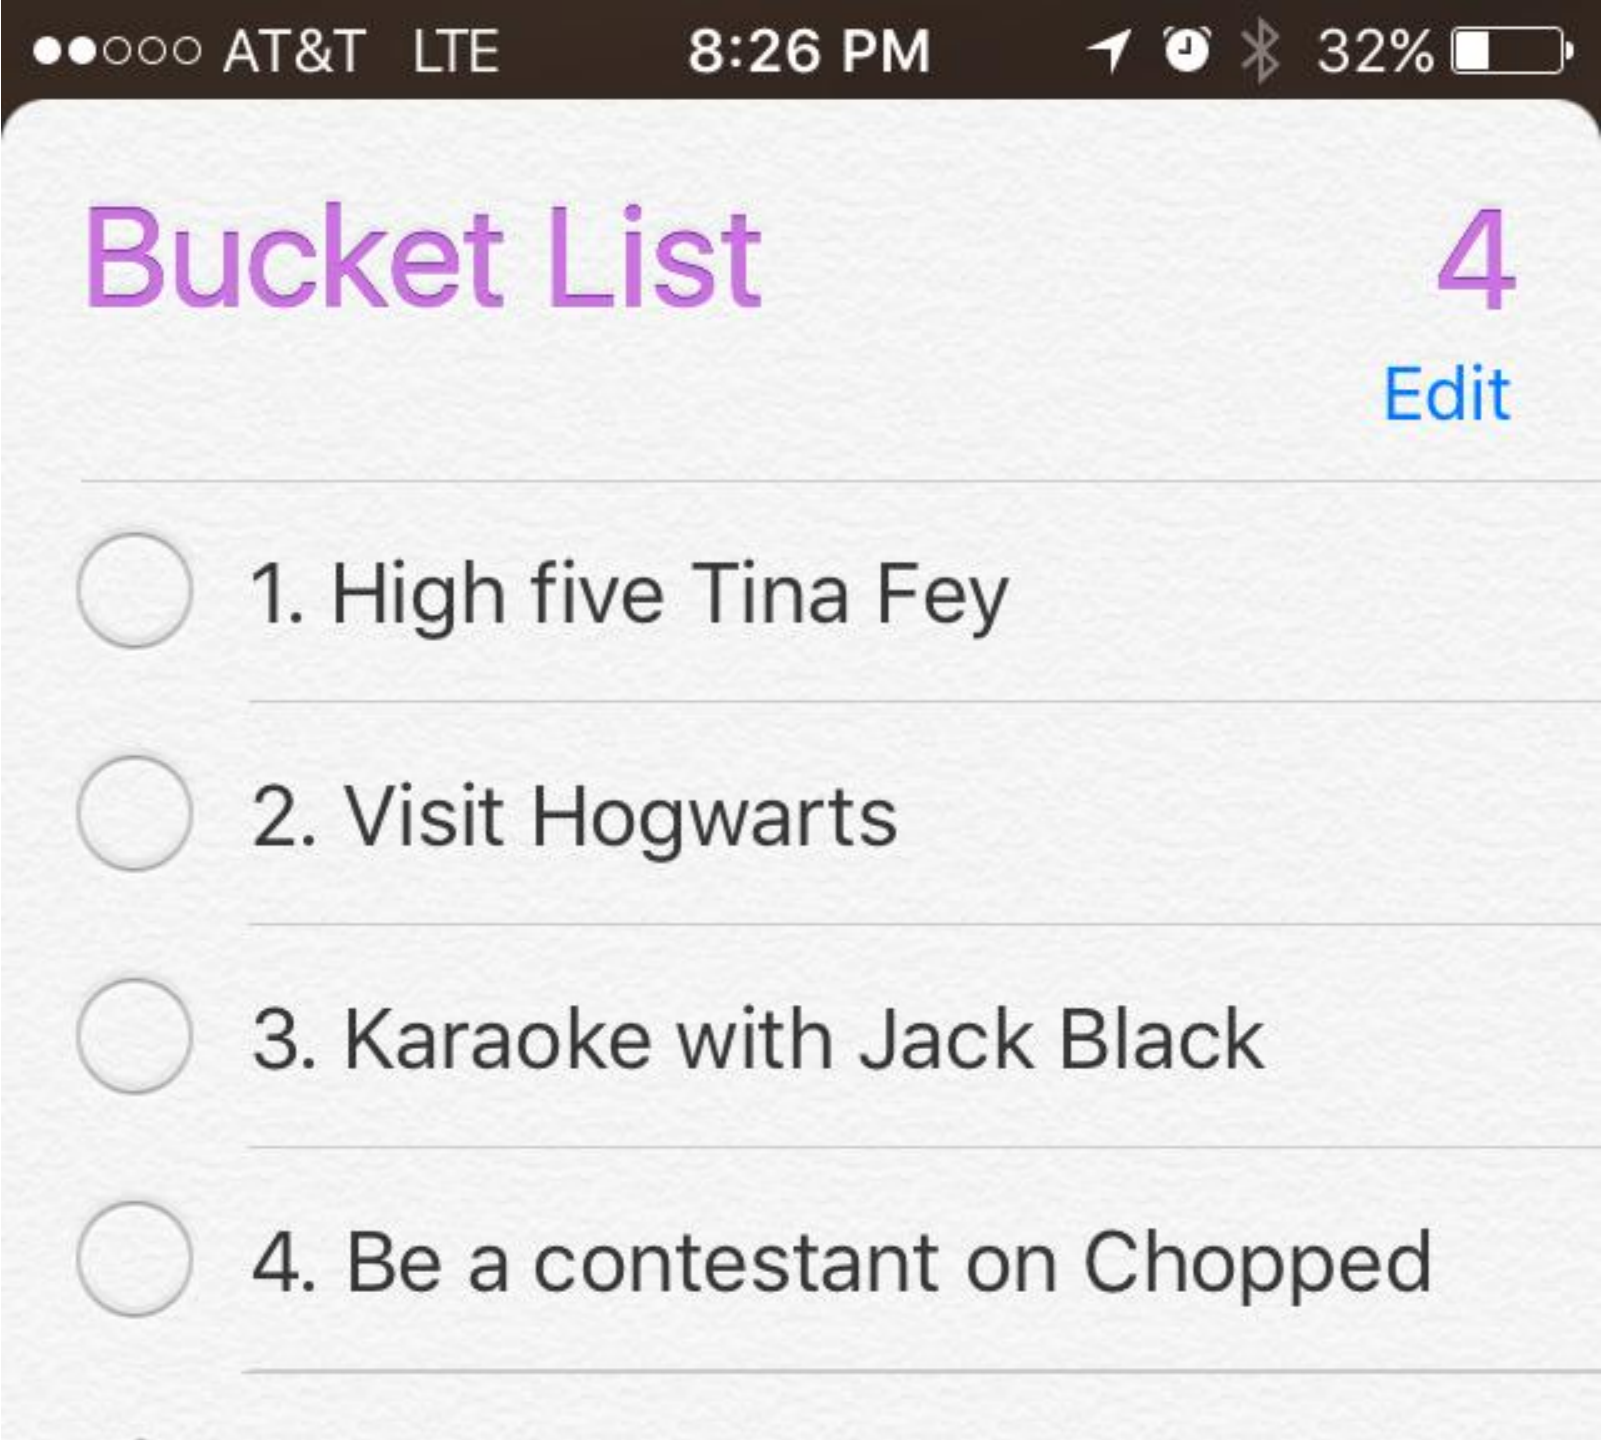 AT&T LTE 8:26 PM 32%
Bucket List 4
Edit
1. High five Tina Fey
2. Visit Hogwarts
3. Karaoke with Jack Black
4. Be a contestant on Chopped